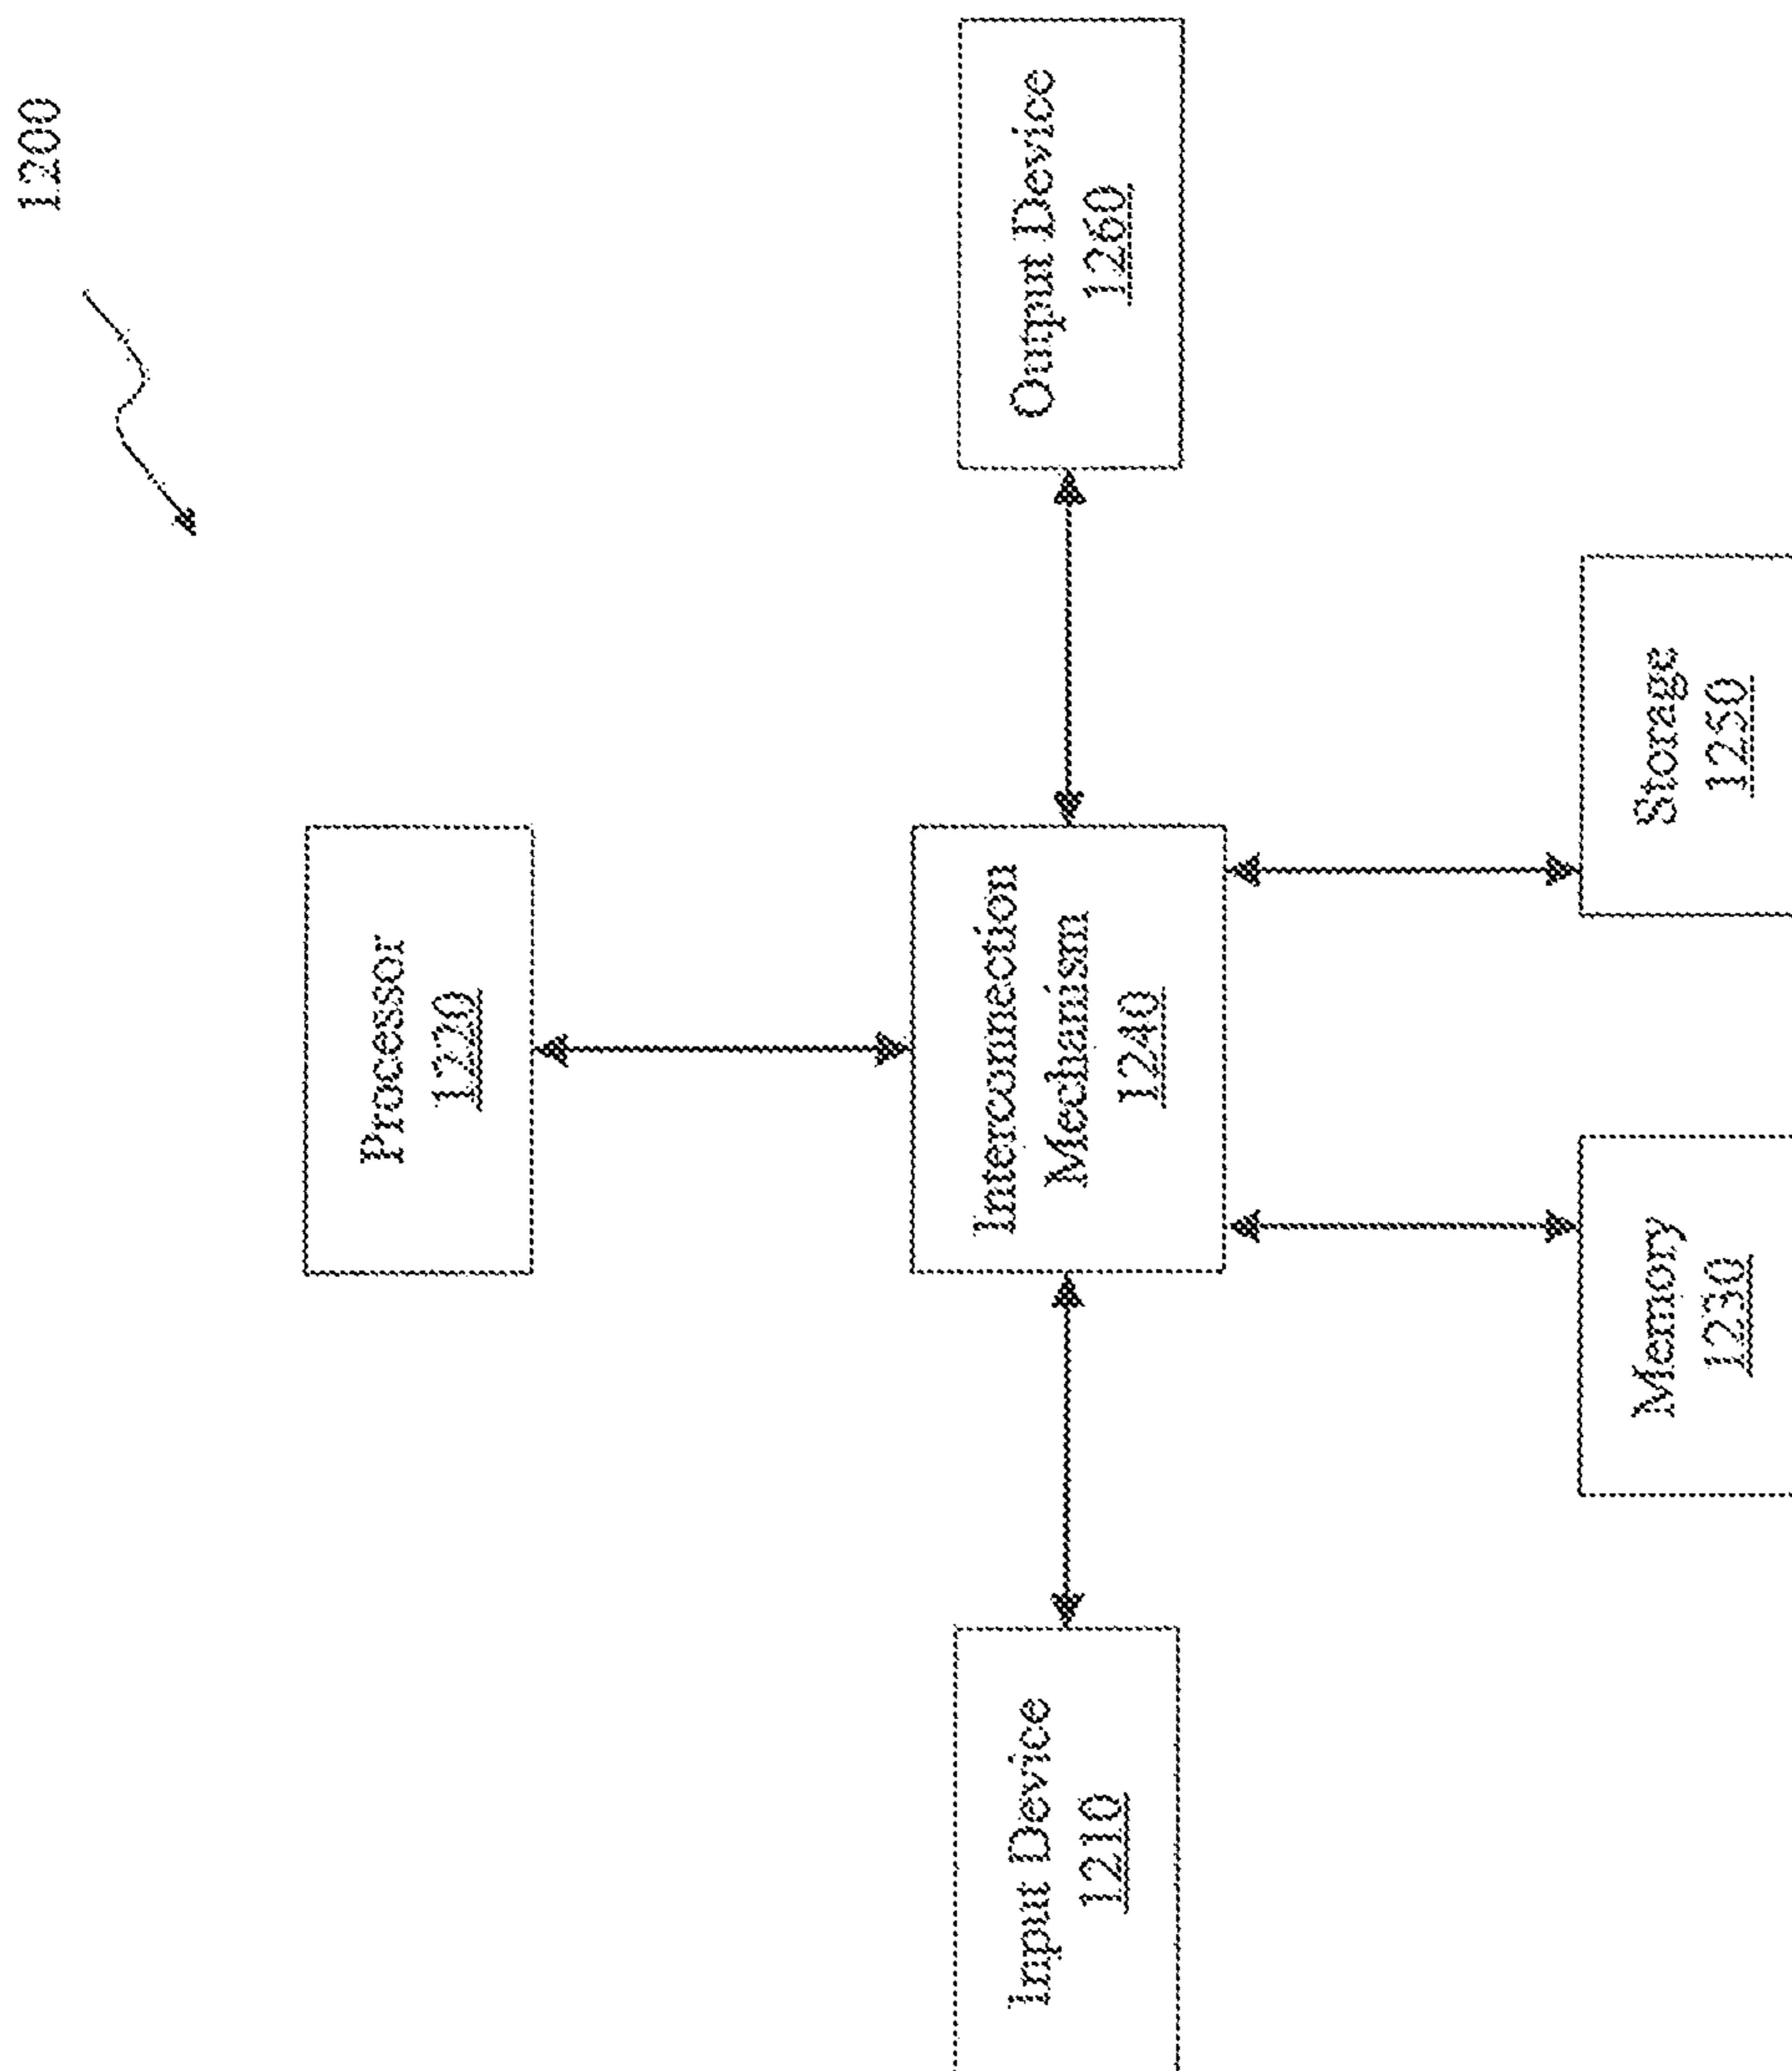 1200
Processor
1220
Input Device
1210
Interconnection
Mechanism
1240
Output Device
1260
Memory
1230
Storage
1250